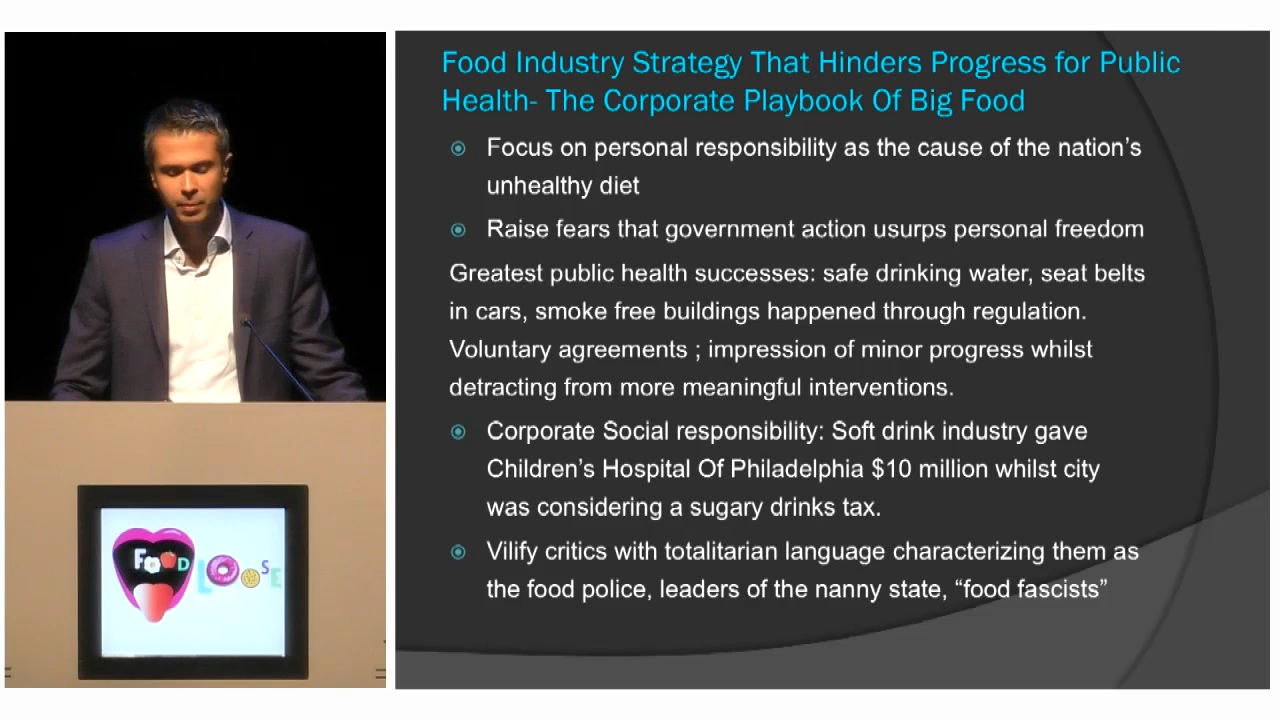 Food Industry Strategy That Hinders Progress for Public
Health- The Corporate Playbook Of Big Food
Focus on personal responsibility as the cause of the nation’s
unhealthy diet
Raise fears that government action usurps personal freedom
Greatest public health successes: safe drinking water, seat belts
in cars, smoke free buildings happened through regulation.
Voluntary agreements ; impression of minor progress whilst
detracting from more meaningful interventions.
Corporate Social responsibility: Soft drink industry gave
Children’s Hospital Of Philadelphia $10 million whilst city
was considering a sugary drinks tax.
Vilify critics with totalitarian language characterizing them as
the food police, leaders of the nanny state, “food fascists”
FOOD LOOSE